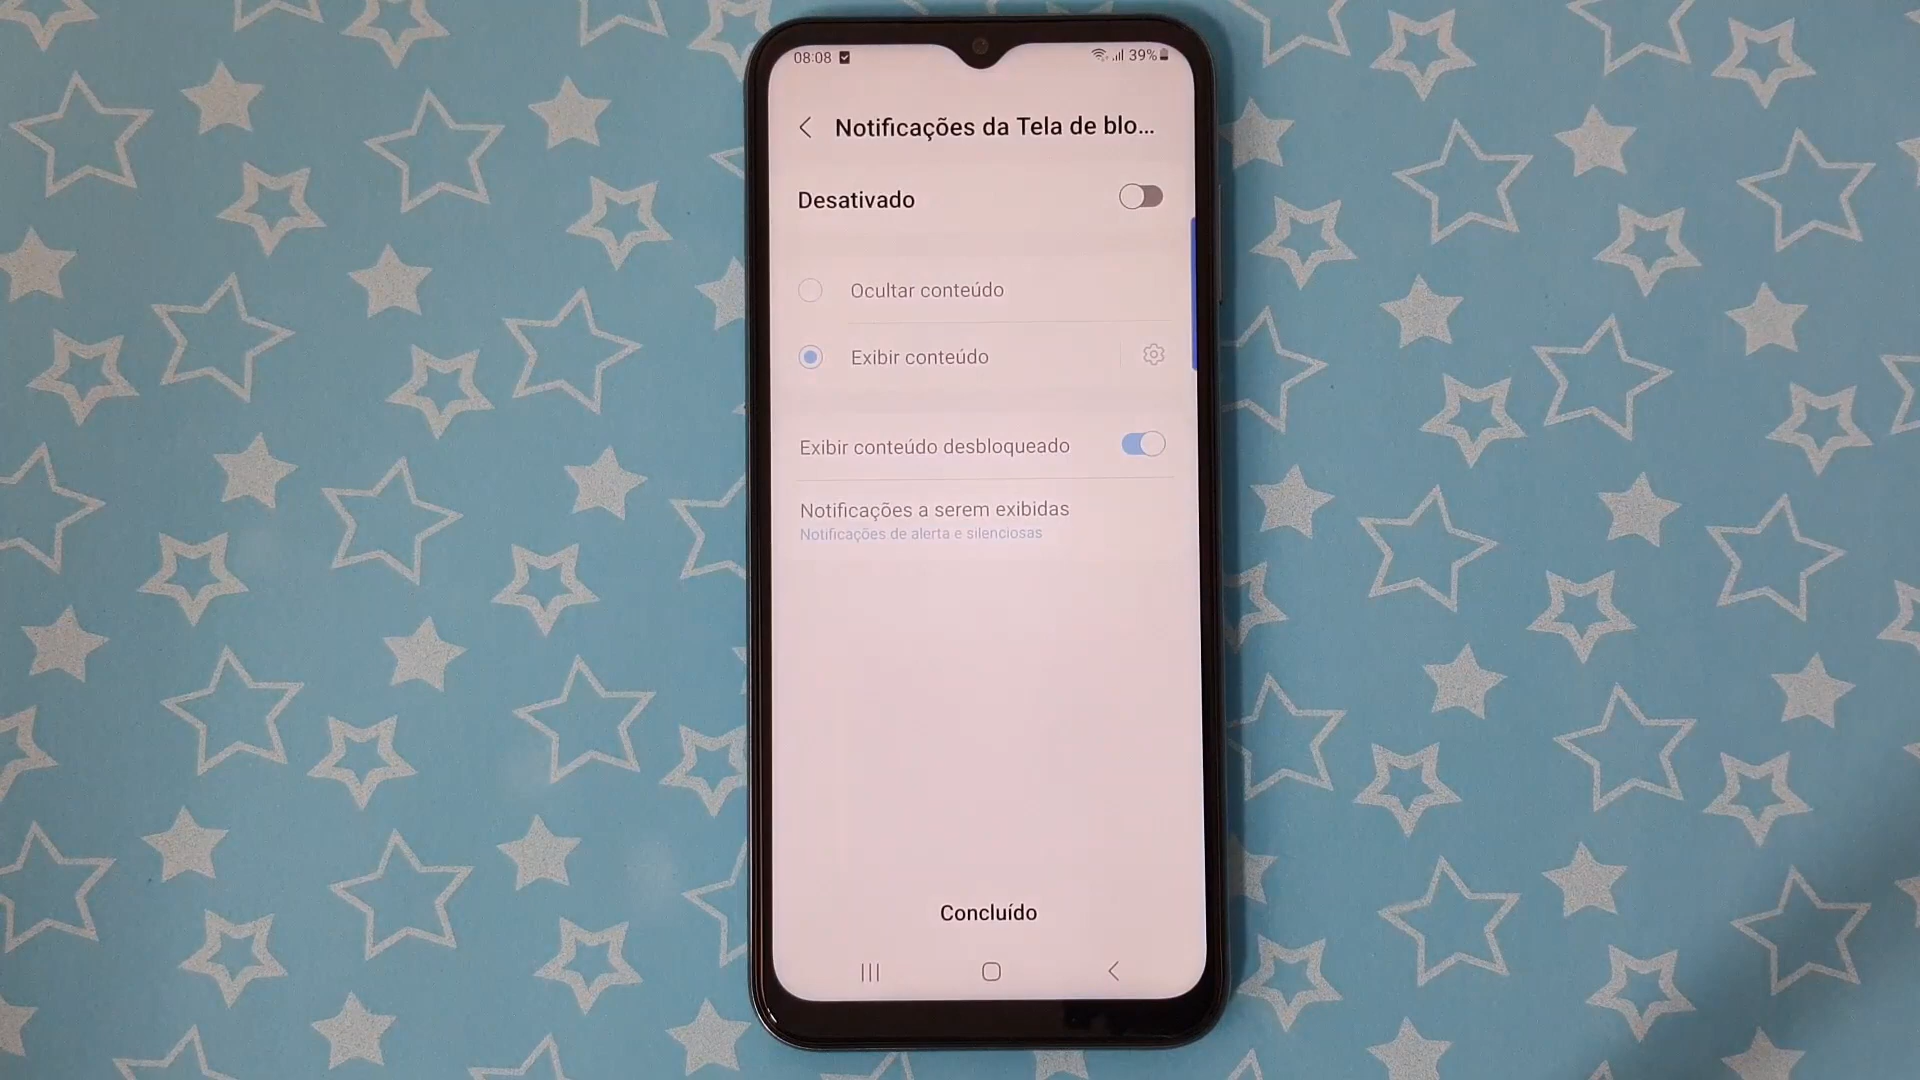 08:08
39%
Notificações da Tela de blo...
Desativado
Ocultar conteúdo
Exibir conteúdo
Exibir conteúdo desbloqueado
Notificações a serem exibidas
Notificações de alerta e silenciosas
Concluído